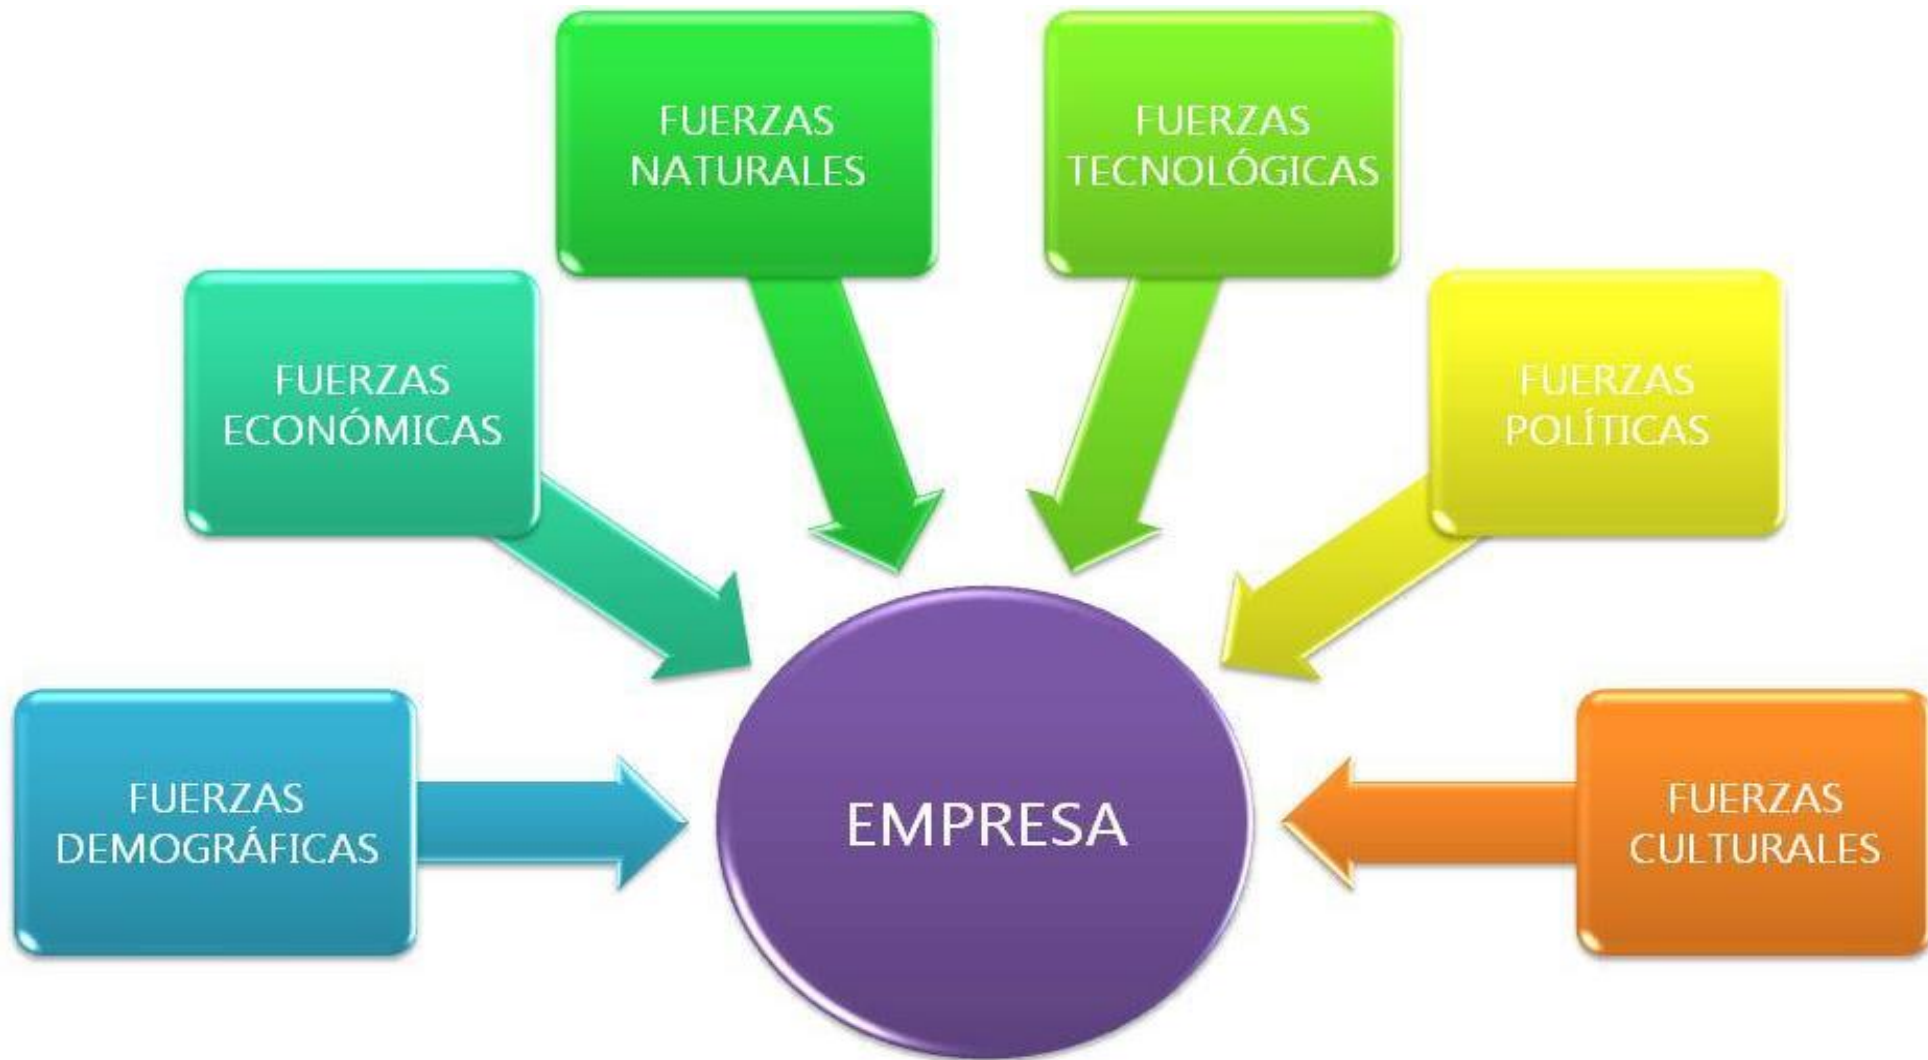 FUERZAS
NATURALES
FUERZAS
TECNOLÓGICAS
FUERZAS
ECONÓMICAS
FUERZAS
POLÍTICAS
FUERZAS
DEMOGRÁFICAS
EMPRESA
FUERZAS
CULTURALES